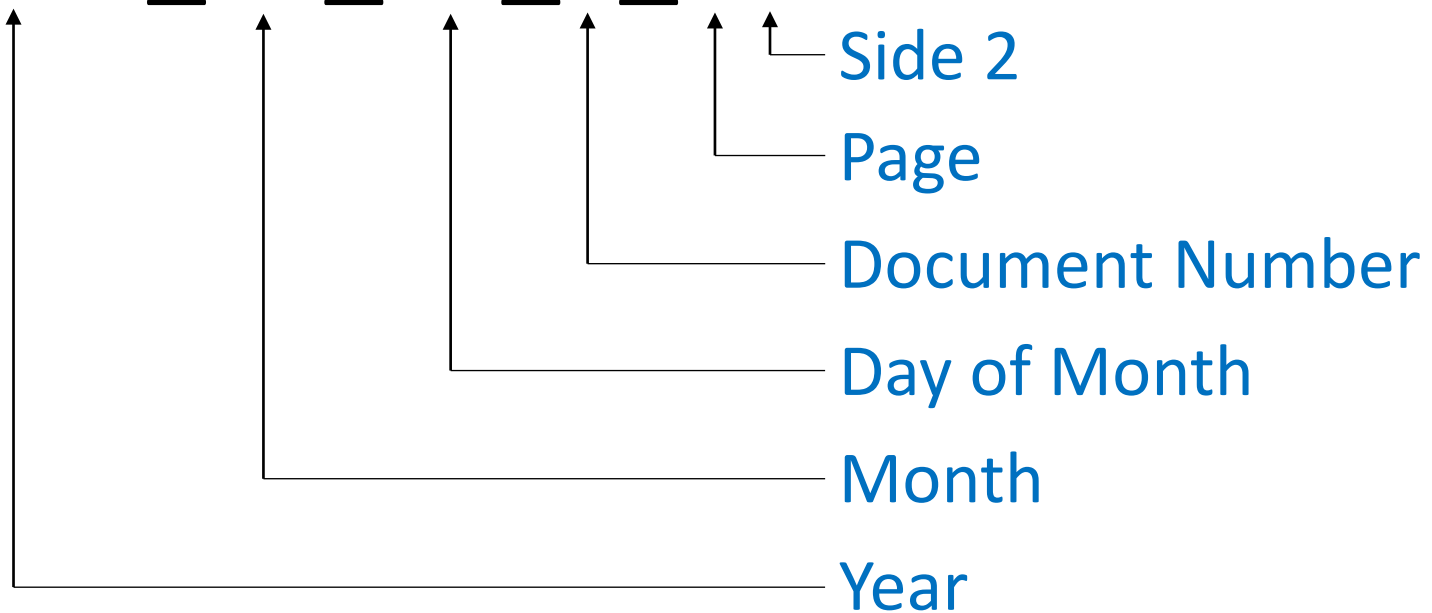 Side 2
Page
Document Number
Day of Month
Month
Year